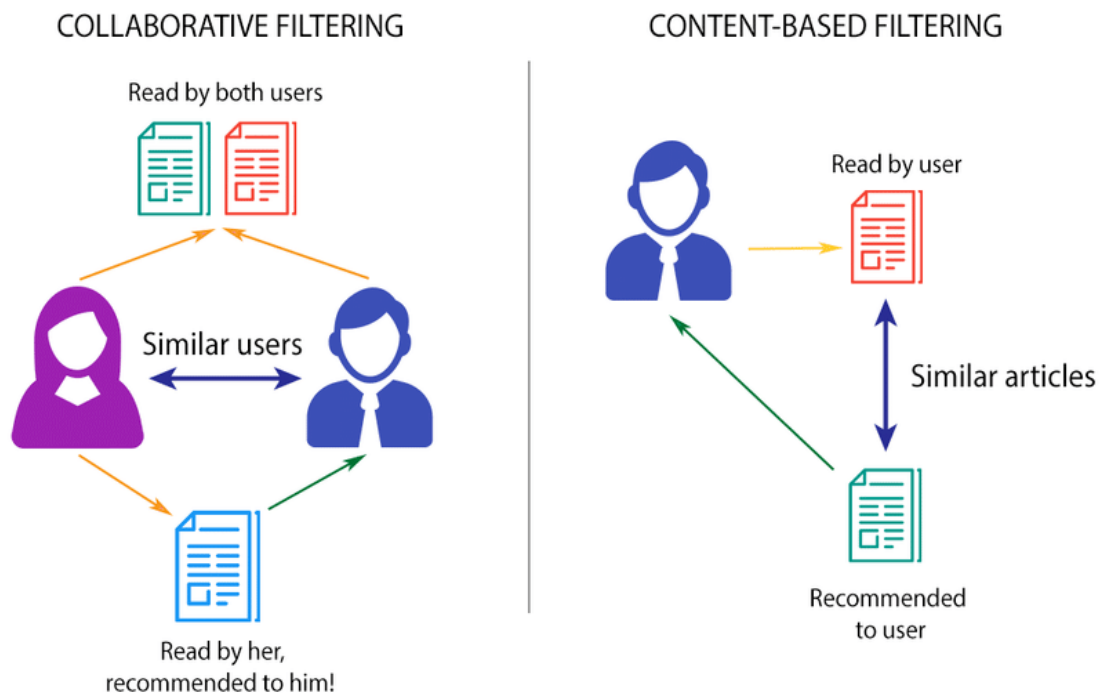 COLLABORATIVE FILTERING
Read by both users
Similar users
Read by her,
recommended to him!
CONTENT-BASED FILTERING
Read by user
Similar articles
Recommended
to user